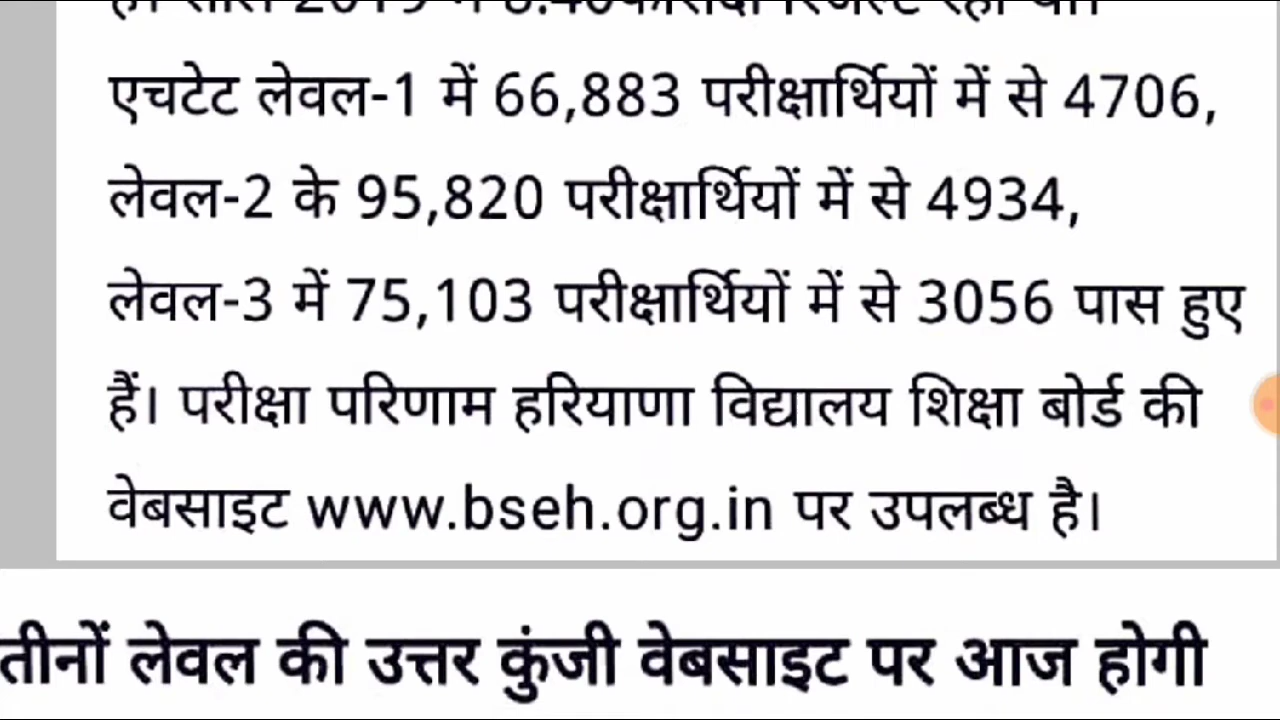 एचटेट लेवल-1 में 66,883 परीक्षार्थियों में से 4706,
लेवल-2 के 95,820 परीक्षार्थियों में से 4934,
लेवल-3 में 75,103 परीक्षार्थियों में से 3056 पास हुए
हैं। परीक्षा परिणाम हरियाणा विद्यालय शिक्षा बोर्ड की
वेबसाइट www.bseh.org.in पर उपलब्ध है।
तीनों लेवल की उत्तर कुंजी वेबसाइट पर आज होगी